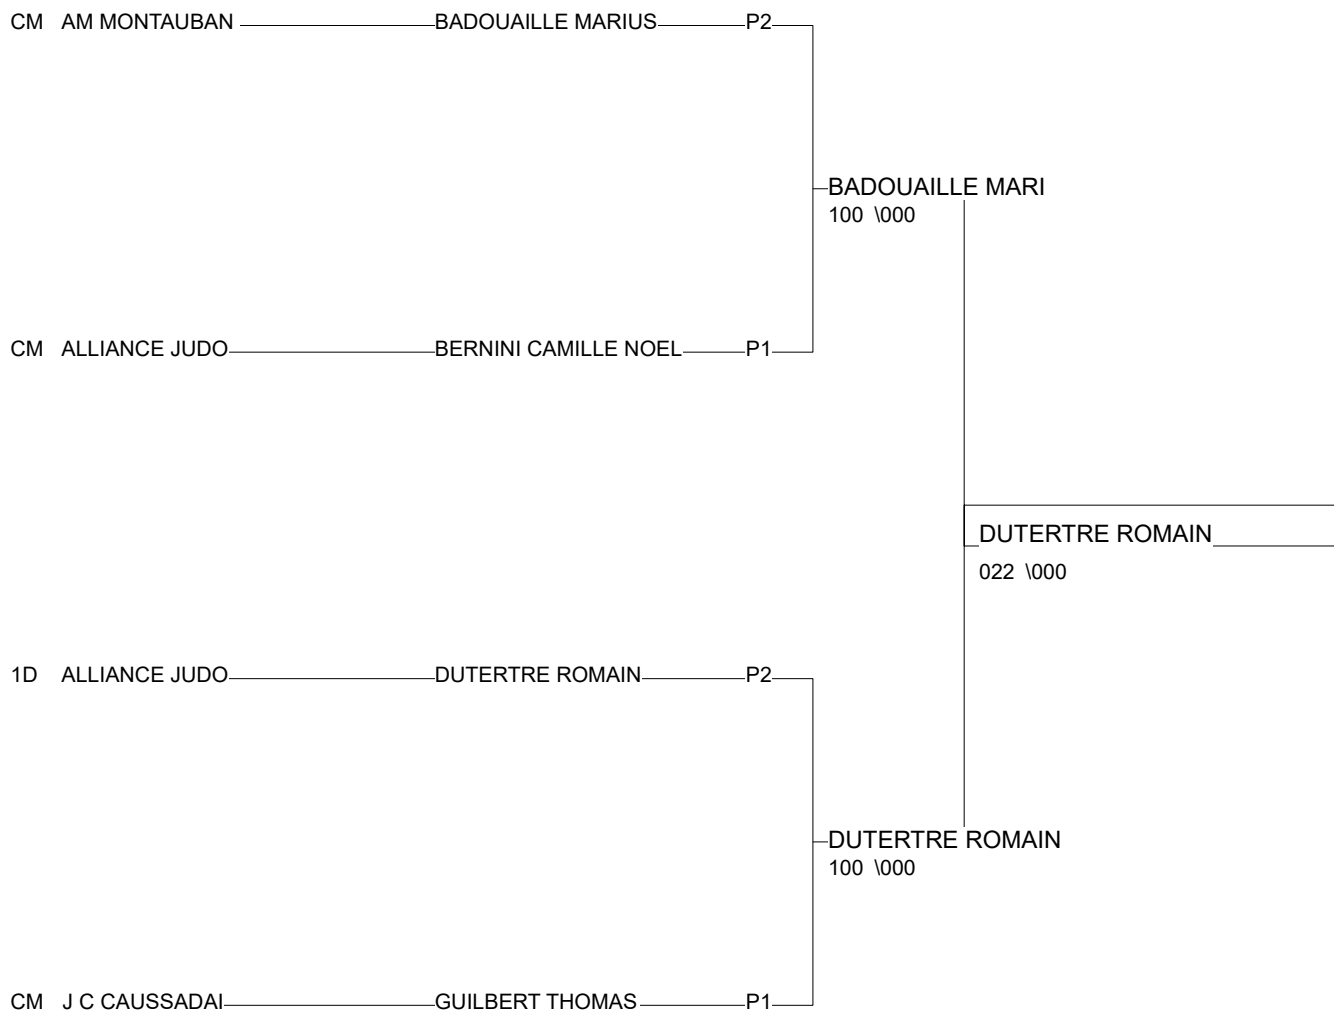 CM AM MONTAUBAN BADOUAILLE MARIUS P2
BADOUAILLE MARI
100 \000
CM ALLIANCE JUDO BERNINI CAMILLE NOEL P1
DUTERTRE ROMAIN
022 \000
1D ALLIANCE JUDO DUTERTRE ROMAIN P2
DUTERTRE ROMAIN
100 \000
CM J C CAUSSADAI GUILBERT THOMAS P1